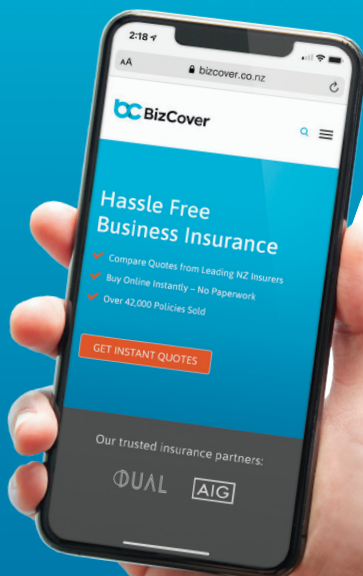 2:18
AA bizcover.co.nz
bc BizCover
Hassle Free
Business Insurance
Compare Quotes from Leading NZ Insurers
Buy Online Instantly – No Paperwork
Over 42,000 Policies Sold
GET INSTANT QUOTES
Our trusted insurance partners:
DUAL AIG